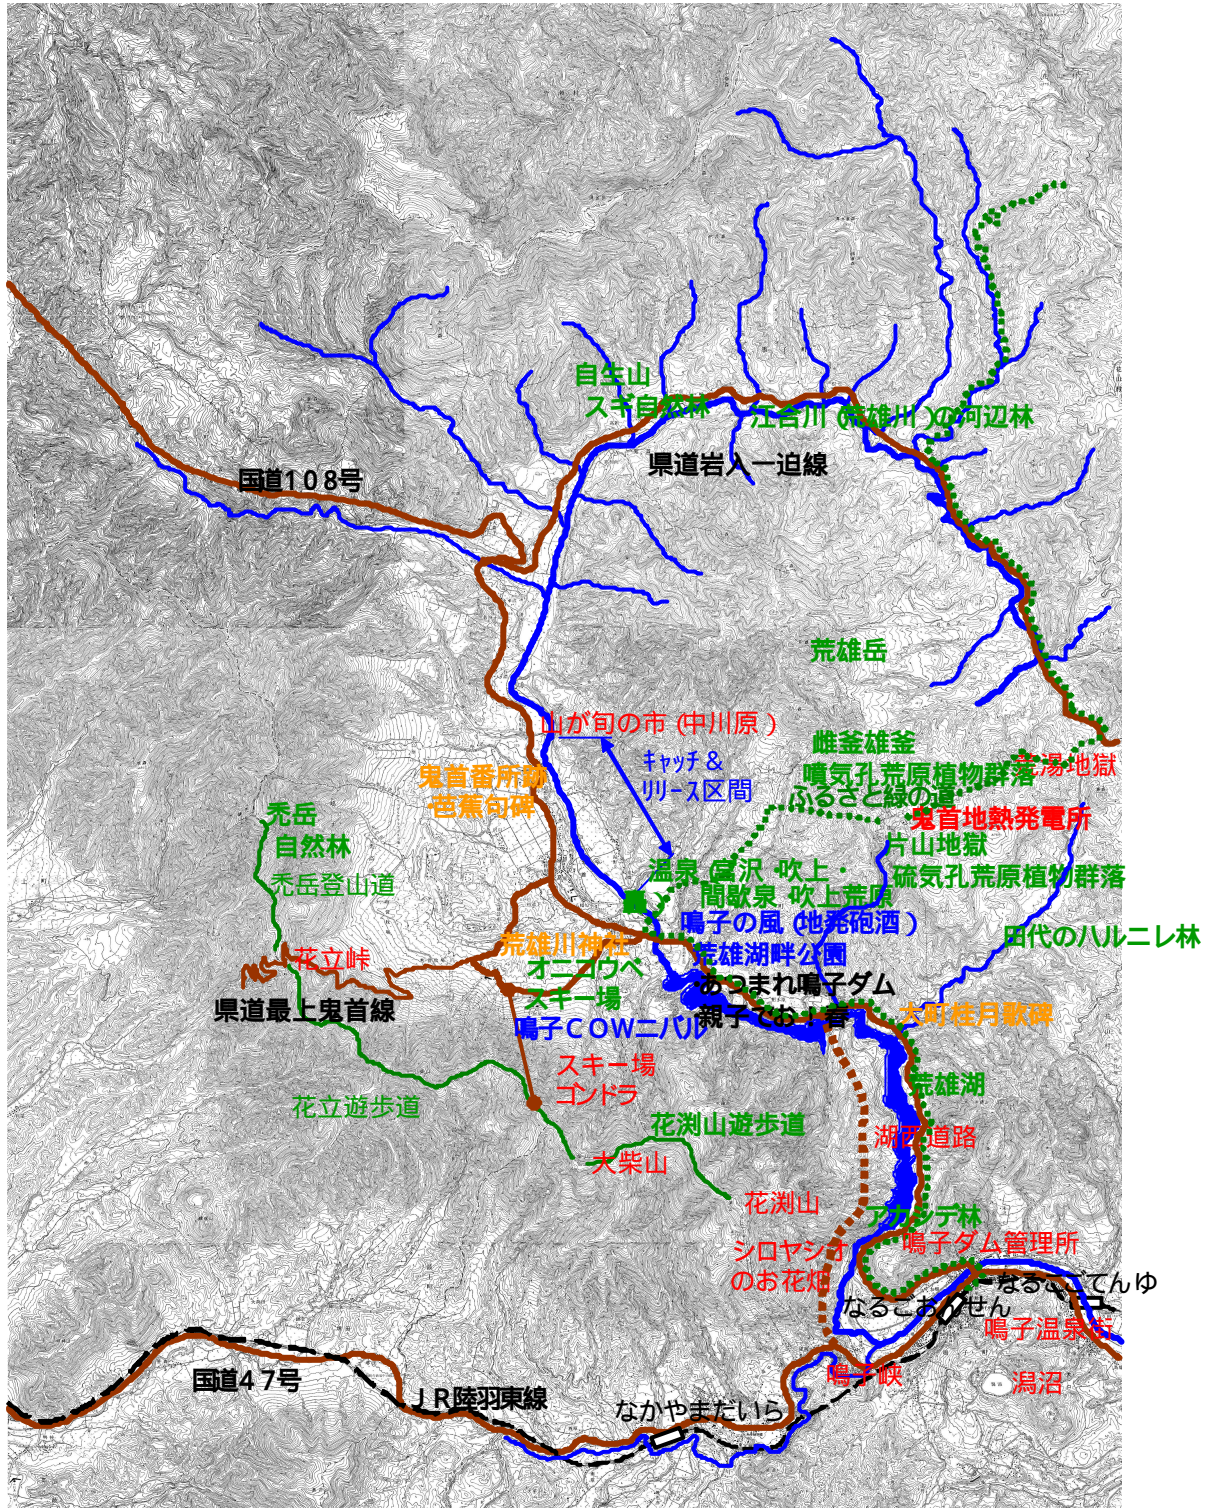 自生山
スギ自然林
江合川（荒雄川）の河辺林
県道岩入一迫線
国道108号
荒雄岳
山が旬の市（中川原）
雌釜雄釜
ｷｬｯﾁ＆
ﾘﾘｰｽ区間
荒湯地獄
噴気孔荒原植物群落
鬼首番所跡
芭蕉句碑
ふるさと緑の道
鬼首地熱発電所
禿岳
自然林
片山地獄
禿岳登山道
温泉（宮沢・吹上・
間歇泉・吹上荒原
硫気孔荒原植物群落
鳴子の風（地発砲酒）
田代のハルニレ林
荒雄川神社
荒雄湖畔公園
花立峠
オニコウベ
スキー場
あつまれ鳴子ダム
県道最上鬼首線
親子でお十春
大町桂月歌碑
鳴子COWニバル
スキー場
ゴンドラ
荒雄湖
花立遊歩道
花渕山遊歩道
湖西道路
大柴山
花渕山
アカシデ林
シロヤシオ
のお花畑
鳴子ダム管理所
なるこごてんゆ
なるごおんせん
鳴子温泉街
国道47号
鳴子峡
潟沼
JR陸羽東線
なかやまだいら